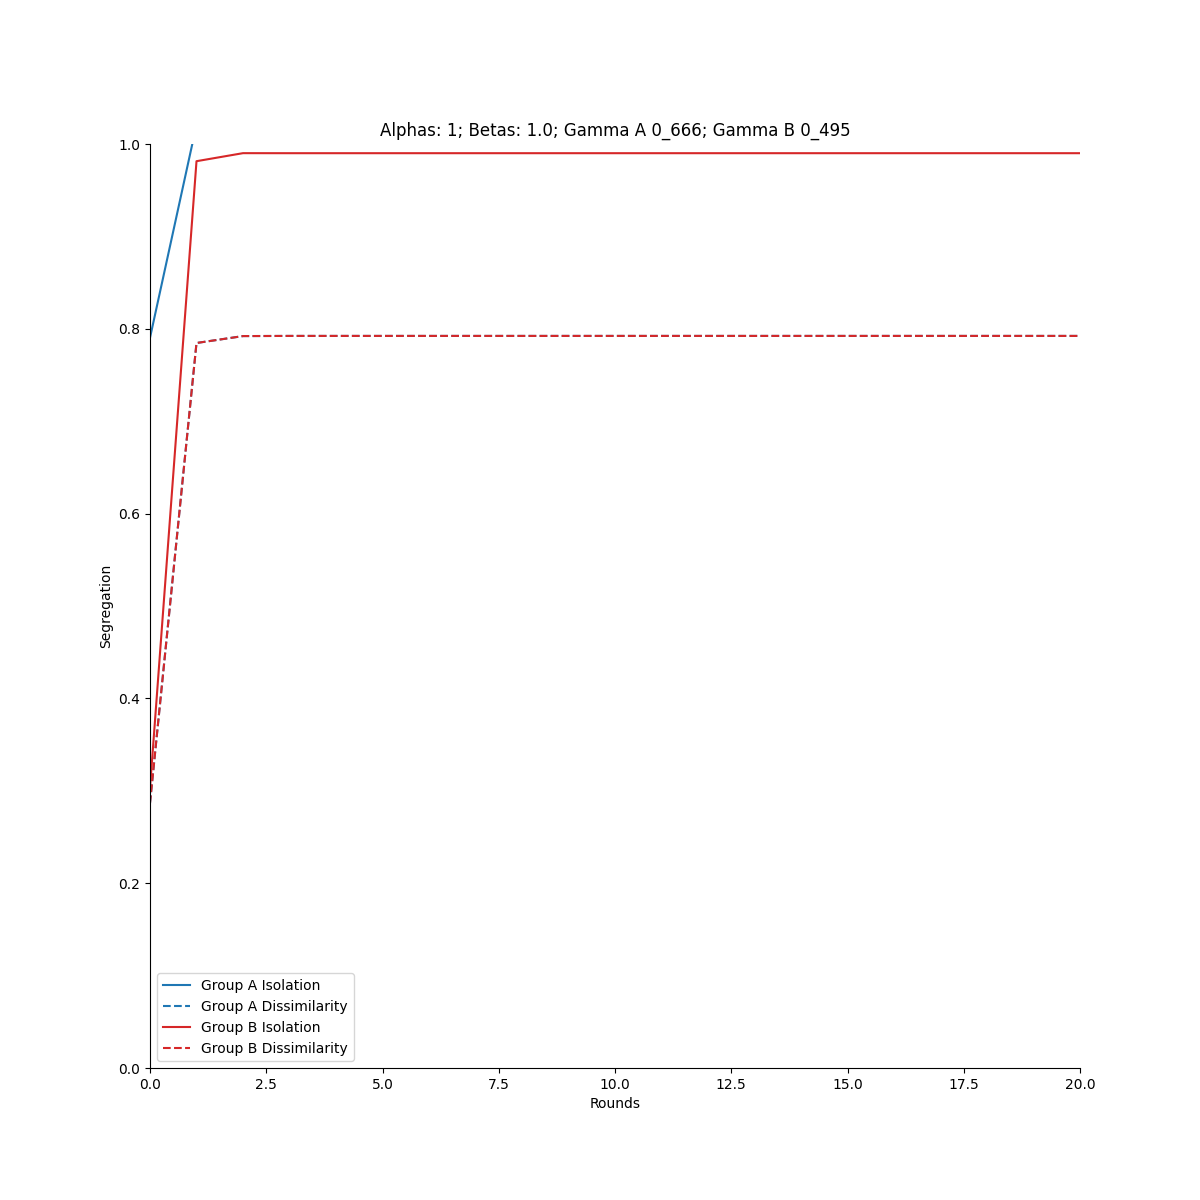 Alphas: 1; Betas: 1.0; Gamma A 0_666; Gamma B 0_495
1.0
0.8
0.6
0.4
0.2
0.0
Segregation
Group A Isolation
Group A Dissimilarity
Group B Isolation
Group B Dissimilarity
0.0 2.5 5.0 7.5 10.0 12.5 15.0 17.5 20.0
Rounds